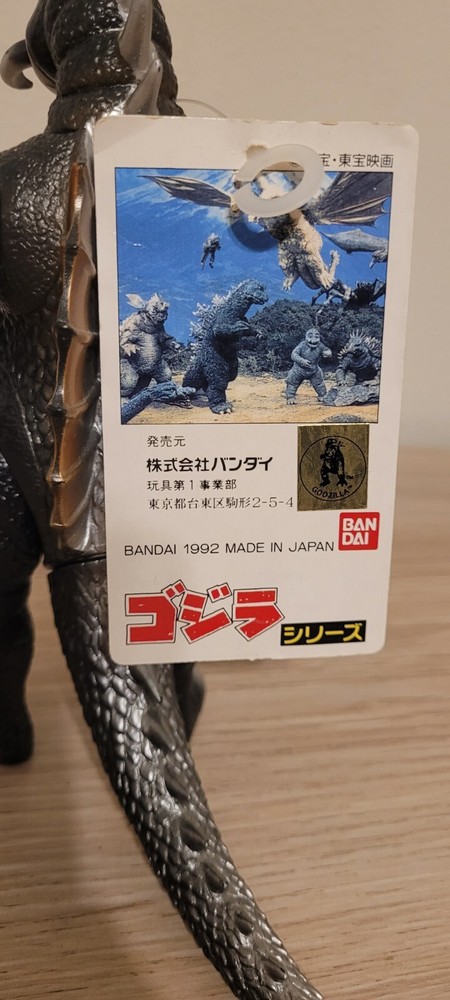 宝・東宝映画
発売元
株式会社バンダイ
玩具第1事業部
東京都台東区駒形2-5-4
GODZILLA
BANDAI 1992 MADE IN JAPAN
BAN
DAI
ゴジラ
シリーズ